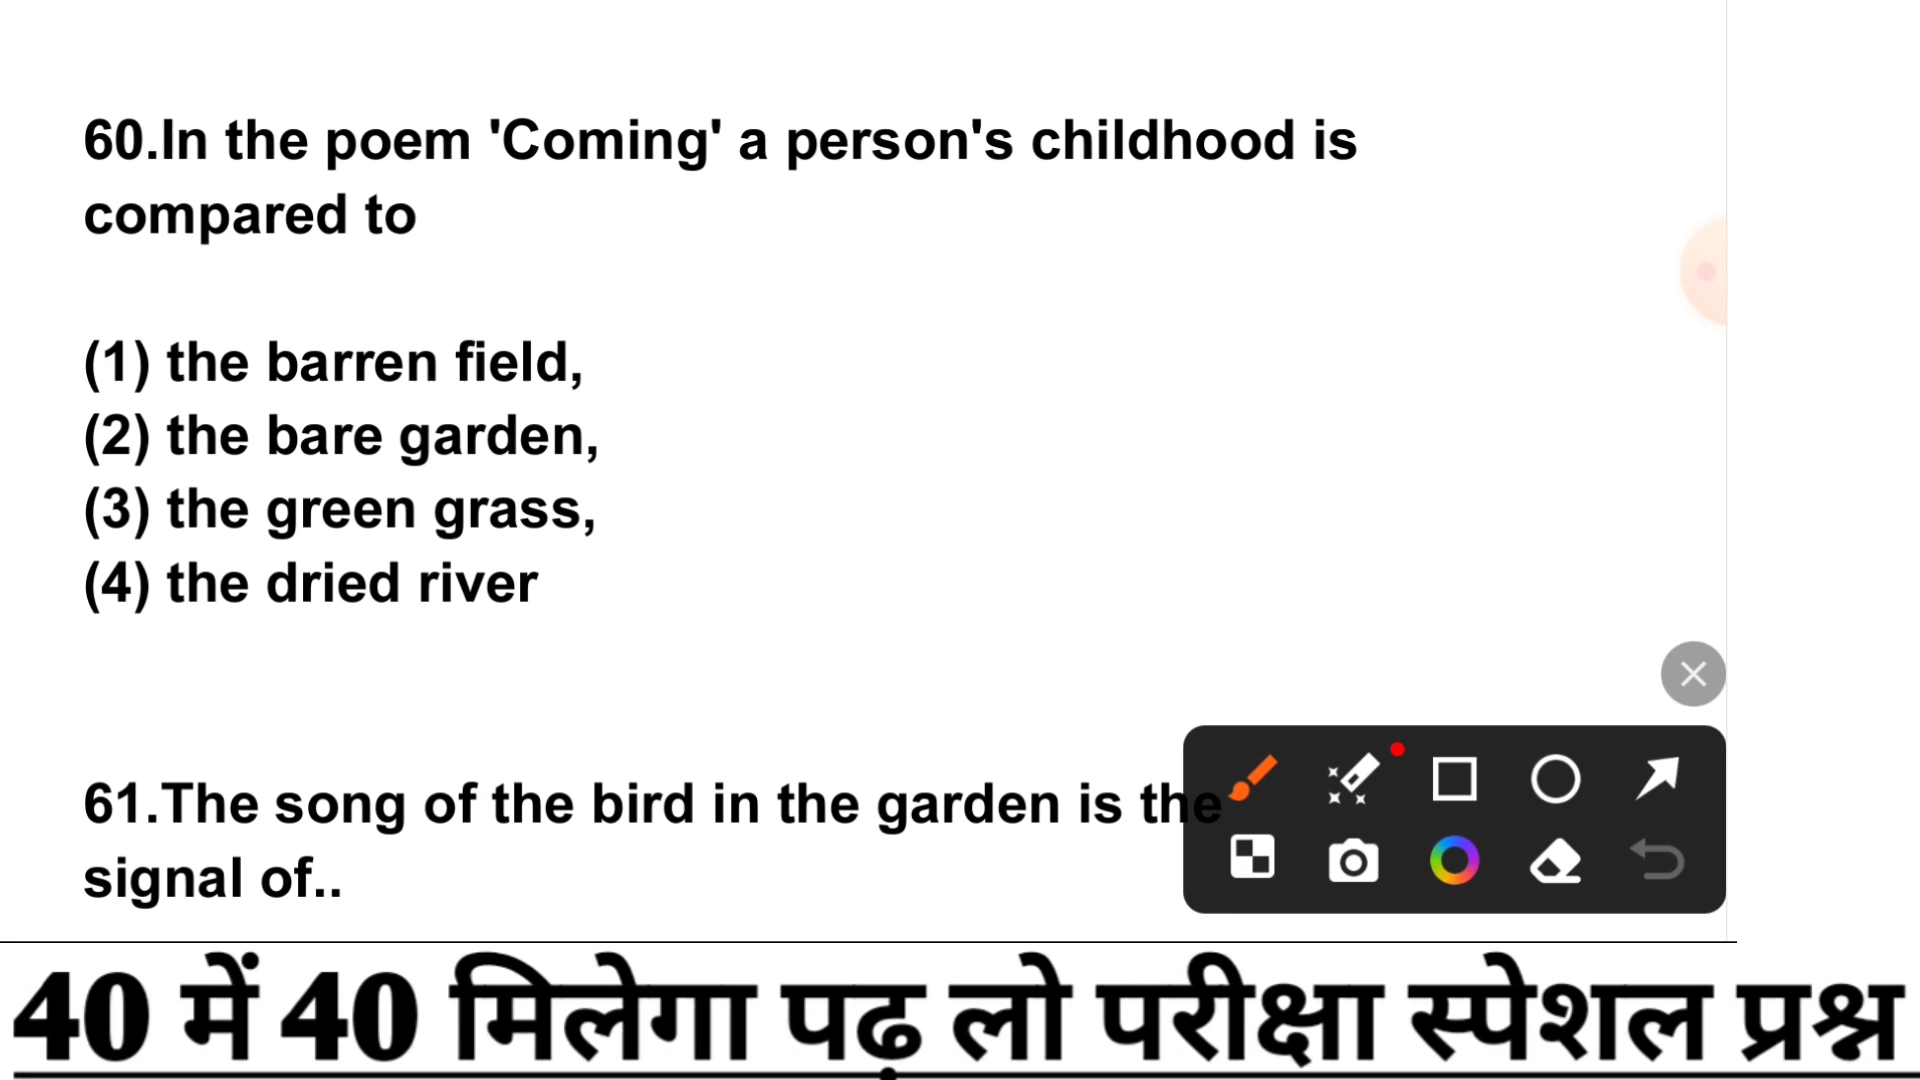 60.In the poem 'Coming' a person's childhood is
compared to
(1) the barren field,
(2) the bare garden,
(3) the green grass,
(4) the dried river
61.The song of the bird in the garden is the
signal of..
40 में 40 मिलेगा पढ़ लो परीक्षा स्पेशल प्रश्न